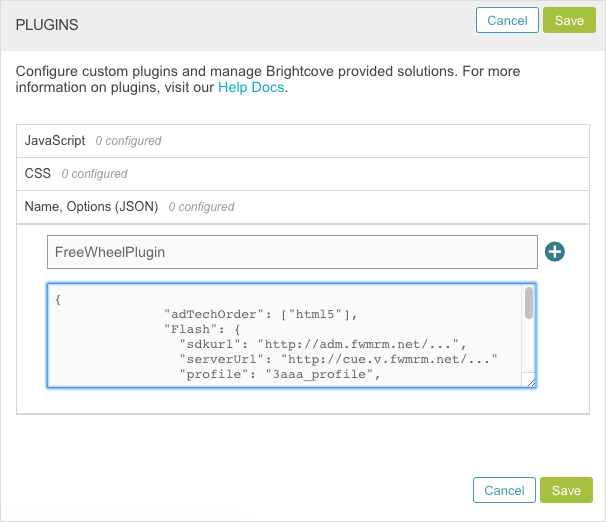 PLUGINS
Cancel
Save
Configure custom plugins and manage Brightcove provided solutions. For more
information on plugins, visit our Help Docs.
JavaScript 0 configured
CSS 0 configured
Name, Options (JSON) 0 configured
FreeWheelPlugin
{
"adTechOrder": ["html5"],
"Flash": {
"sdkurl": "http://adm.fwmrm.net/...",
"serverUrl": "http://cue.v.fwmrm.net/..."
"profile": "3aaa_profile",
Cancel
Save